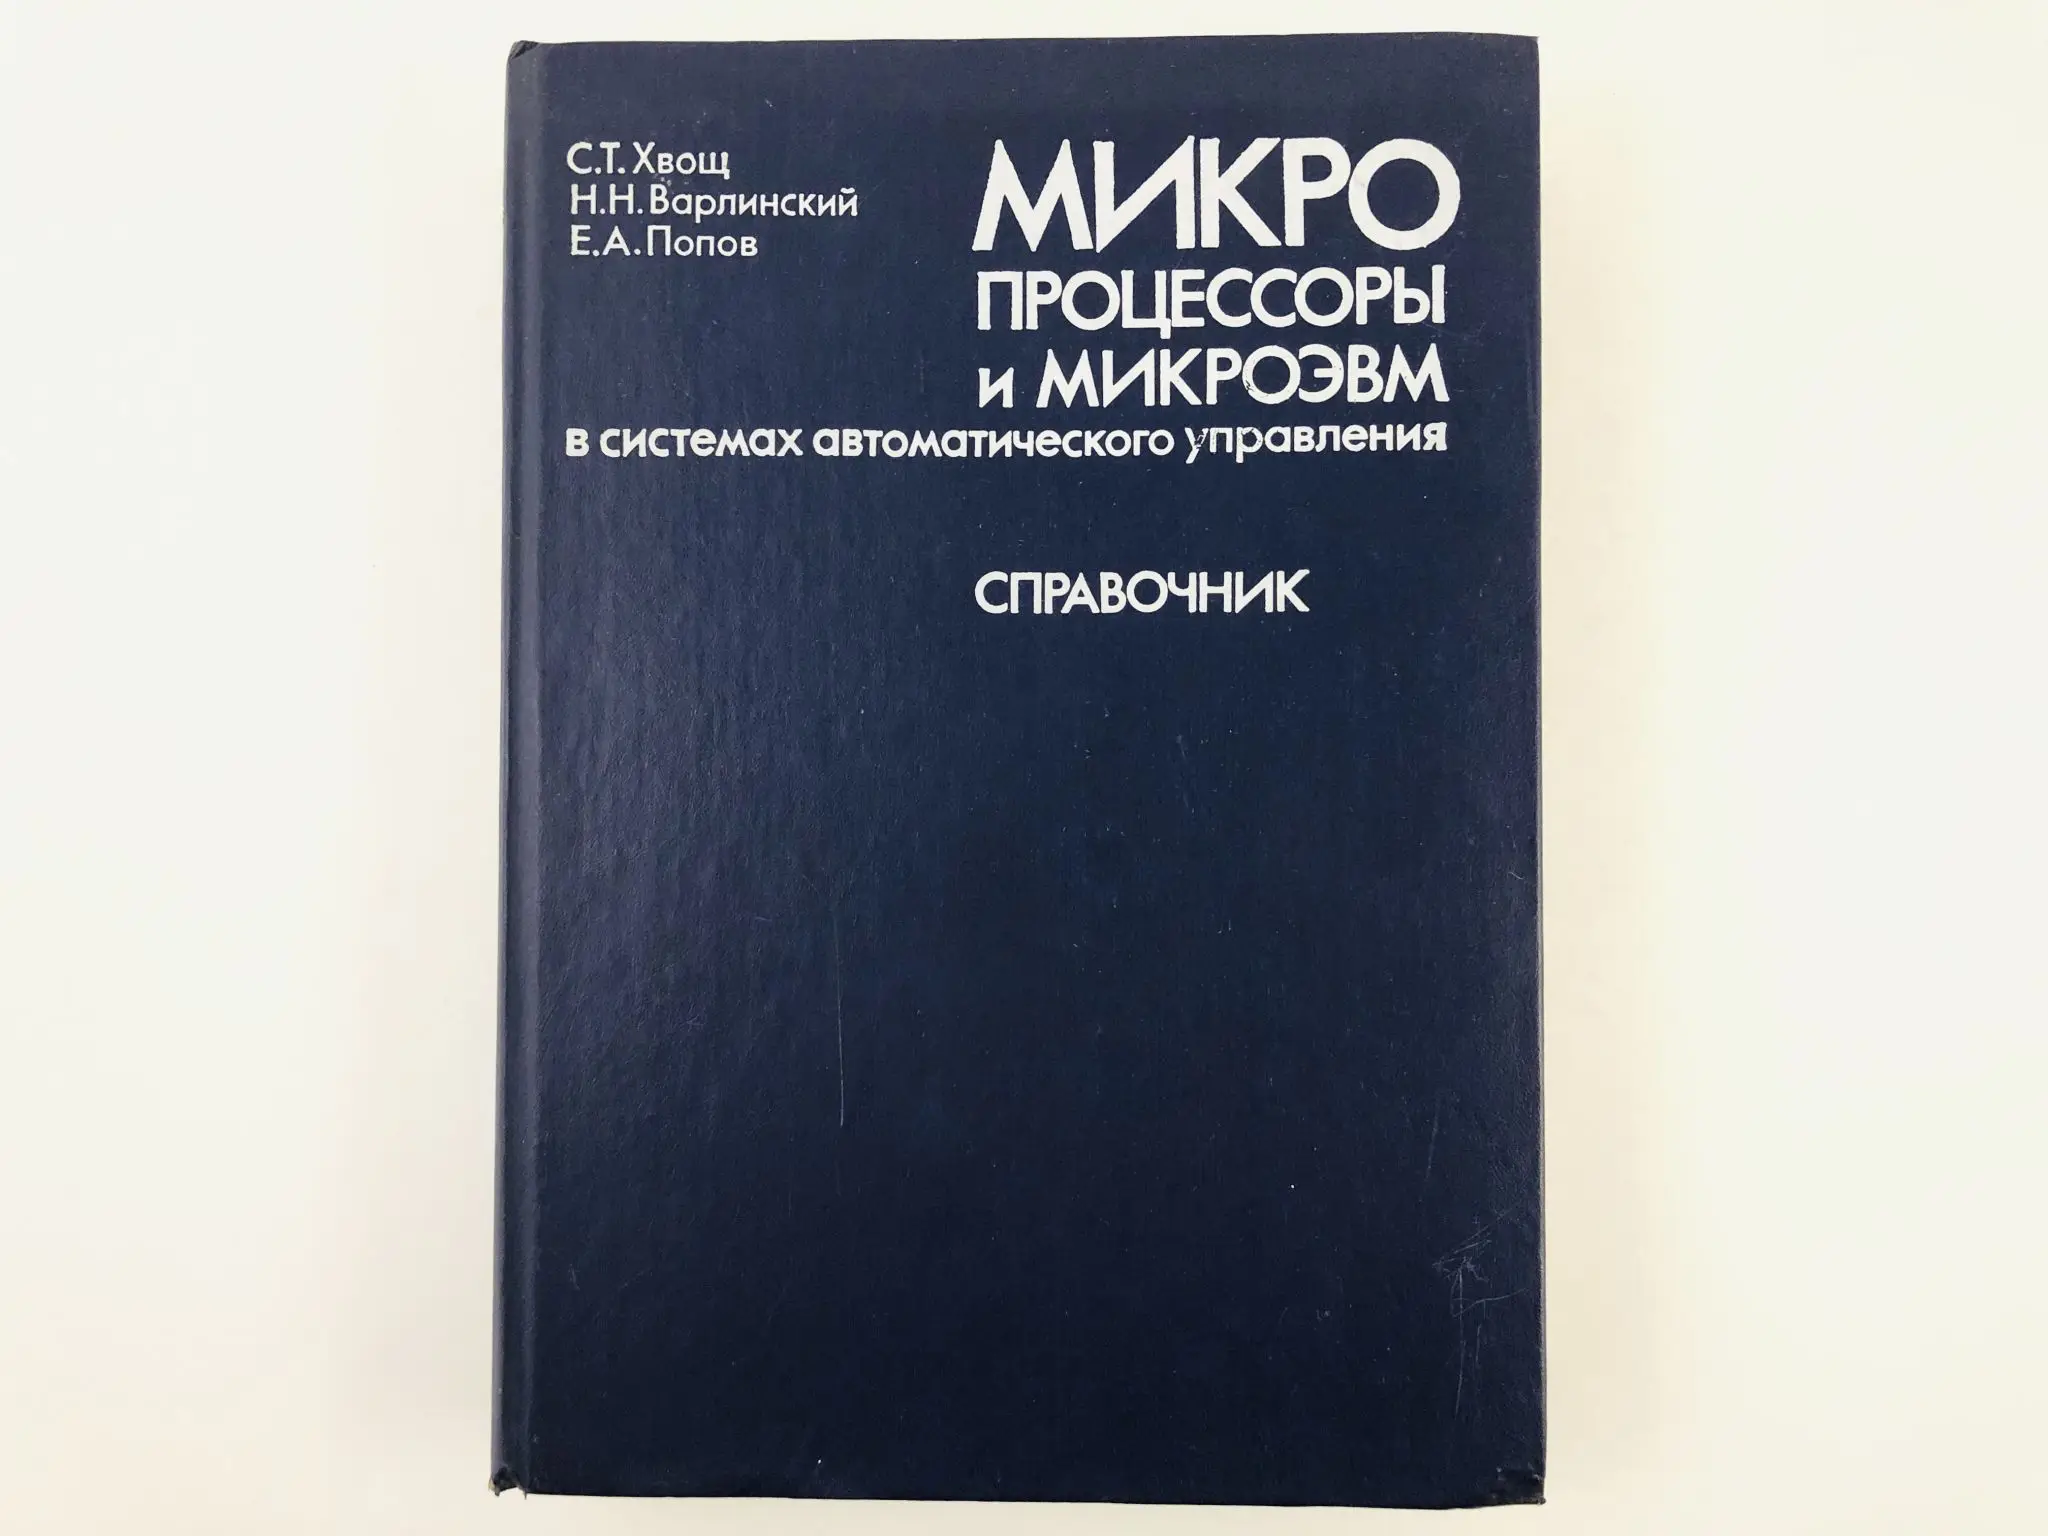 С.Т.Хвощ
Н.Н.Варлинский
Е.А.Попов
МИКРО
ПРОЦЕССОРЫ
и МИКРОЭВМ
в системах автоматического управления
СПРАВОЧНИК